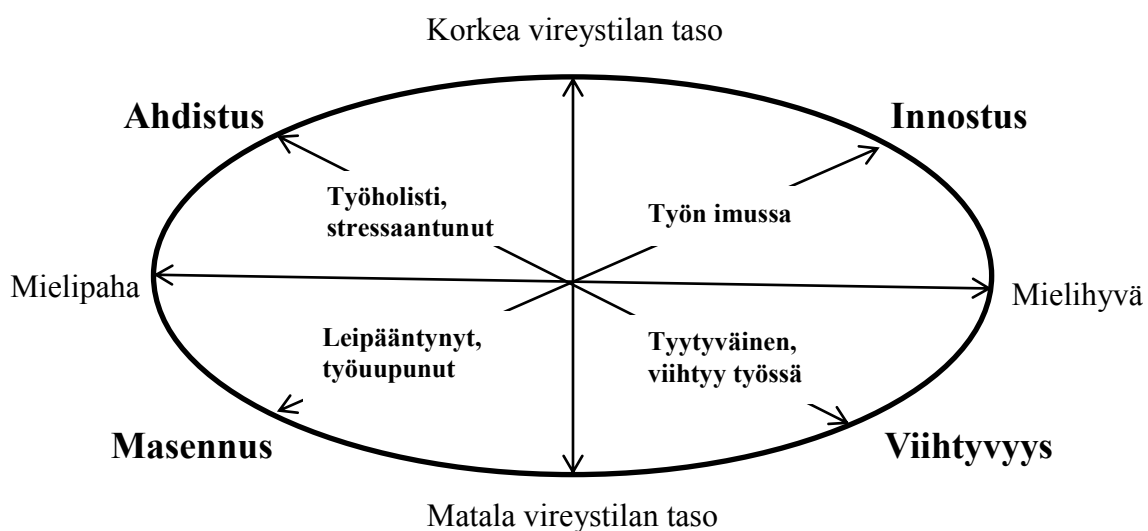 Korkea vireystilan taso
Ahdistus
Innostus
Työholisti,
stressaantunut
Työn imussa
Mielipaha
Mielihyvä
Leipääntynyt,
työuupunut
Tyytyväinen,
viihtyy työssä
Masennus
Viihtyvyys
Matala vireystilan taso